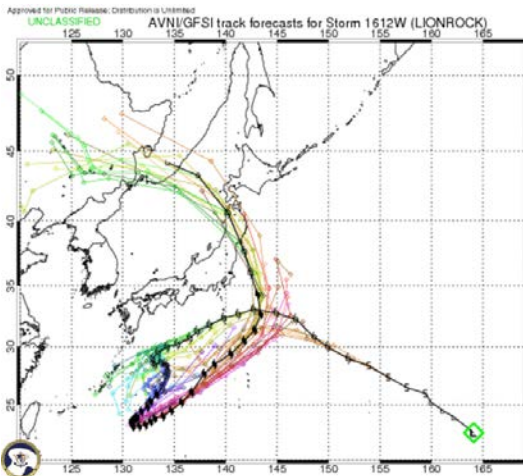 Approved for Public Release; Distribution is Unlimited
UNCLASSIFIED
AVNI/GFSI track forecasts for Storm 1612W (LIONROCK)
125 130 135 140 145 150 155 160 165
50
45
40
35
30
25
125 130 135 140 145 150 155 160 165